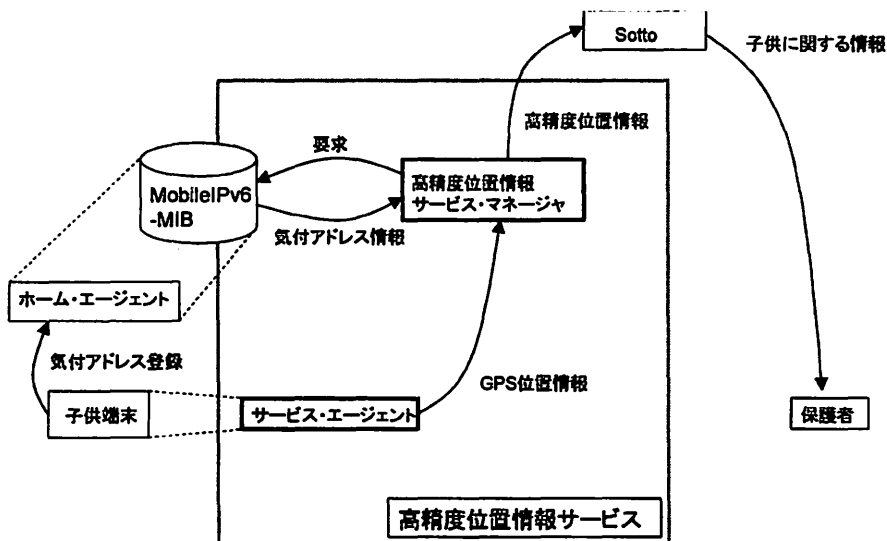 Sotto
子供に関する情報
高精度位置情報
要求
MobileIPv6
-MIB
高精度位置情報
サービス・マネージャ
気付アドレス情報
ホーム・エージェント
気付アドレス登録
GPS位置情報
子供端末
サービス・エージェント
保護者
高精度位置情報サービス